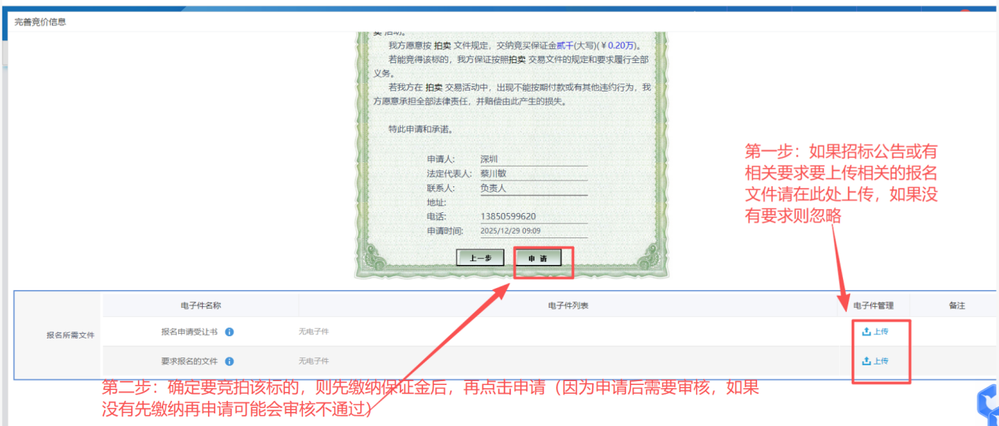 完善竞价信息
卖 活动。
我方愿意按 拍卖 文件规定，交纳竞买保证金贰千(大写)(￥0.20万)。
若能竞得该标的，我方保证按照拍卖 交易文件的规定和要求履行全部
义务。
若我方在 拍卖 交易活动中，出现不能按期付款或有其他违约行为，我
方愿意承担全部法律责任，并赔偿由此产生的损失。
特此申请和承诺。
申请人： 深圳
法定代表人： 蔡川敏
联系人： 负责人
地址：
电话： 13850599620
申请时间： 2025/12/29 09:09
上一步 申 请
第一步：如果招标公告或有
相关要求要上传相关的报名
文件请在此处上传，如果没
有要求则忽略
电子件名称 电子件列表 电子件管理 备注
报名所需文件
报名申请受让书 无电子件 上传
要求报名的文件 无电子件 上传
第二步：确定要竞拍该标的，则先缴纳保证金后，再点击申请（因为申请后需要审核，如果
没有先缴纳再申请可能会审核不通过）